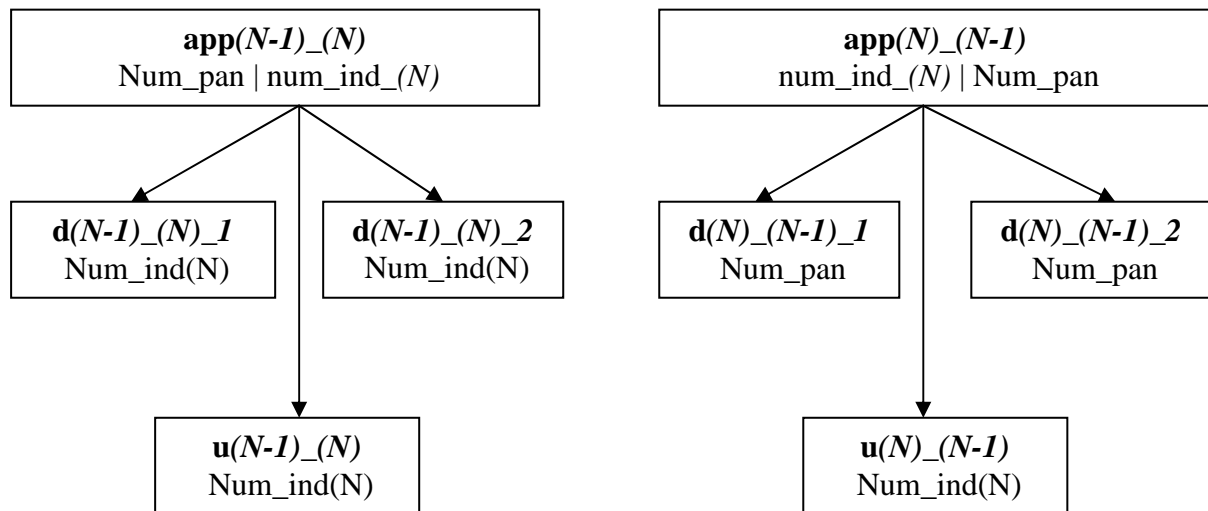 app(N-1)_(N)
Num_pan | num_ind_(N)
app(N)_(N-1)
num_ind_(N) | Num_pan
d(N-1)_(N)_1
Num_ind(N)
d(N-1)_(N)_2
Num_ind(N)
d(N)_(N-1)_1
Num_pan
d(N)_(N-1)_2
Num_pan
u(N-1)_(N)
Num_ind(N)
u(N)_(N-1)
Num_ind(N)